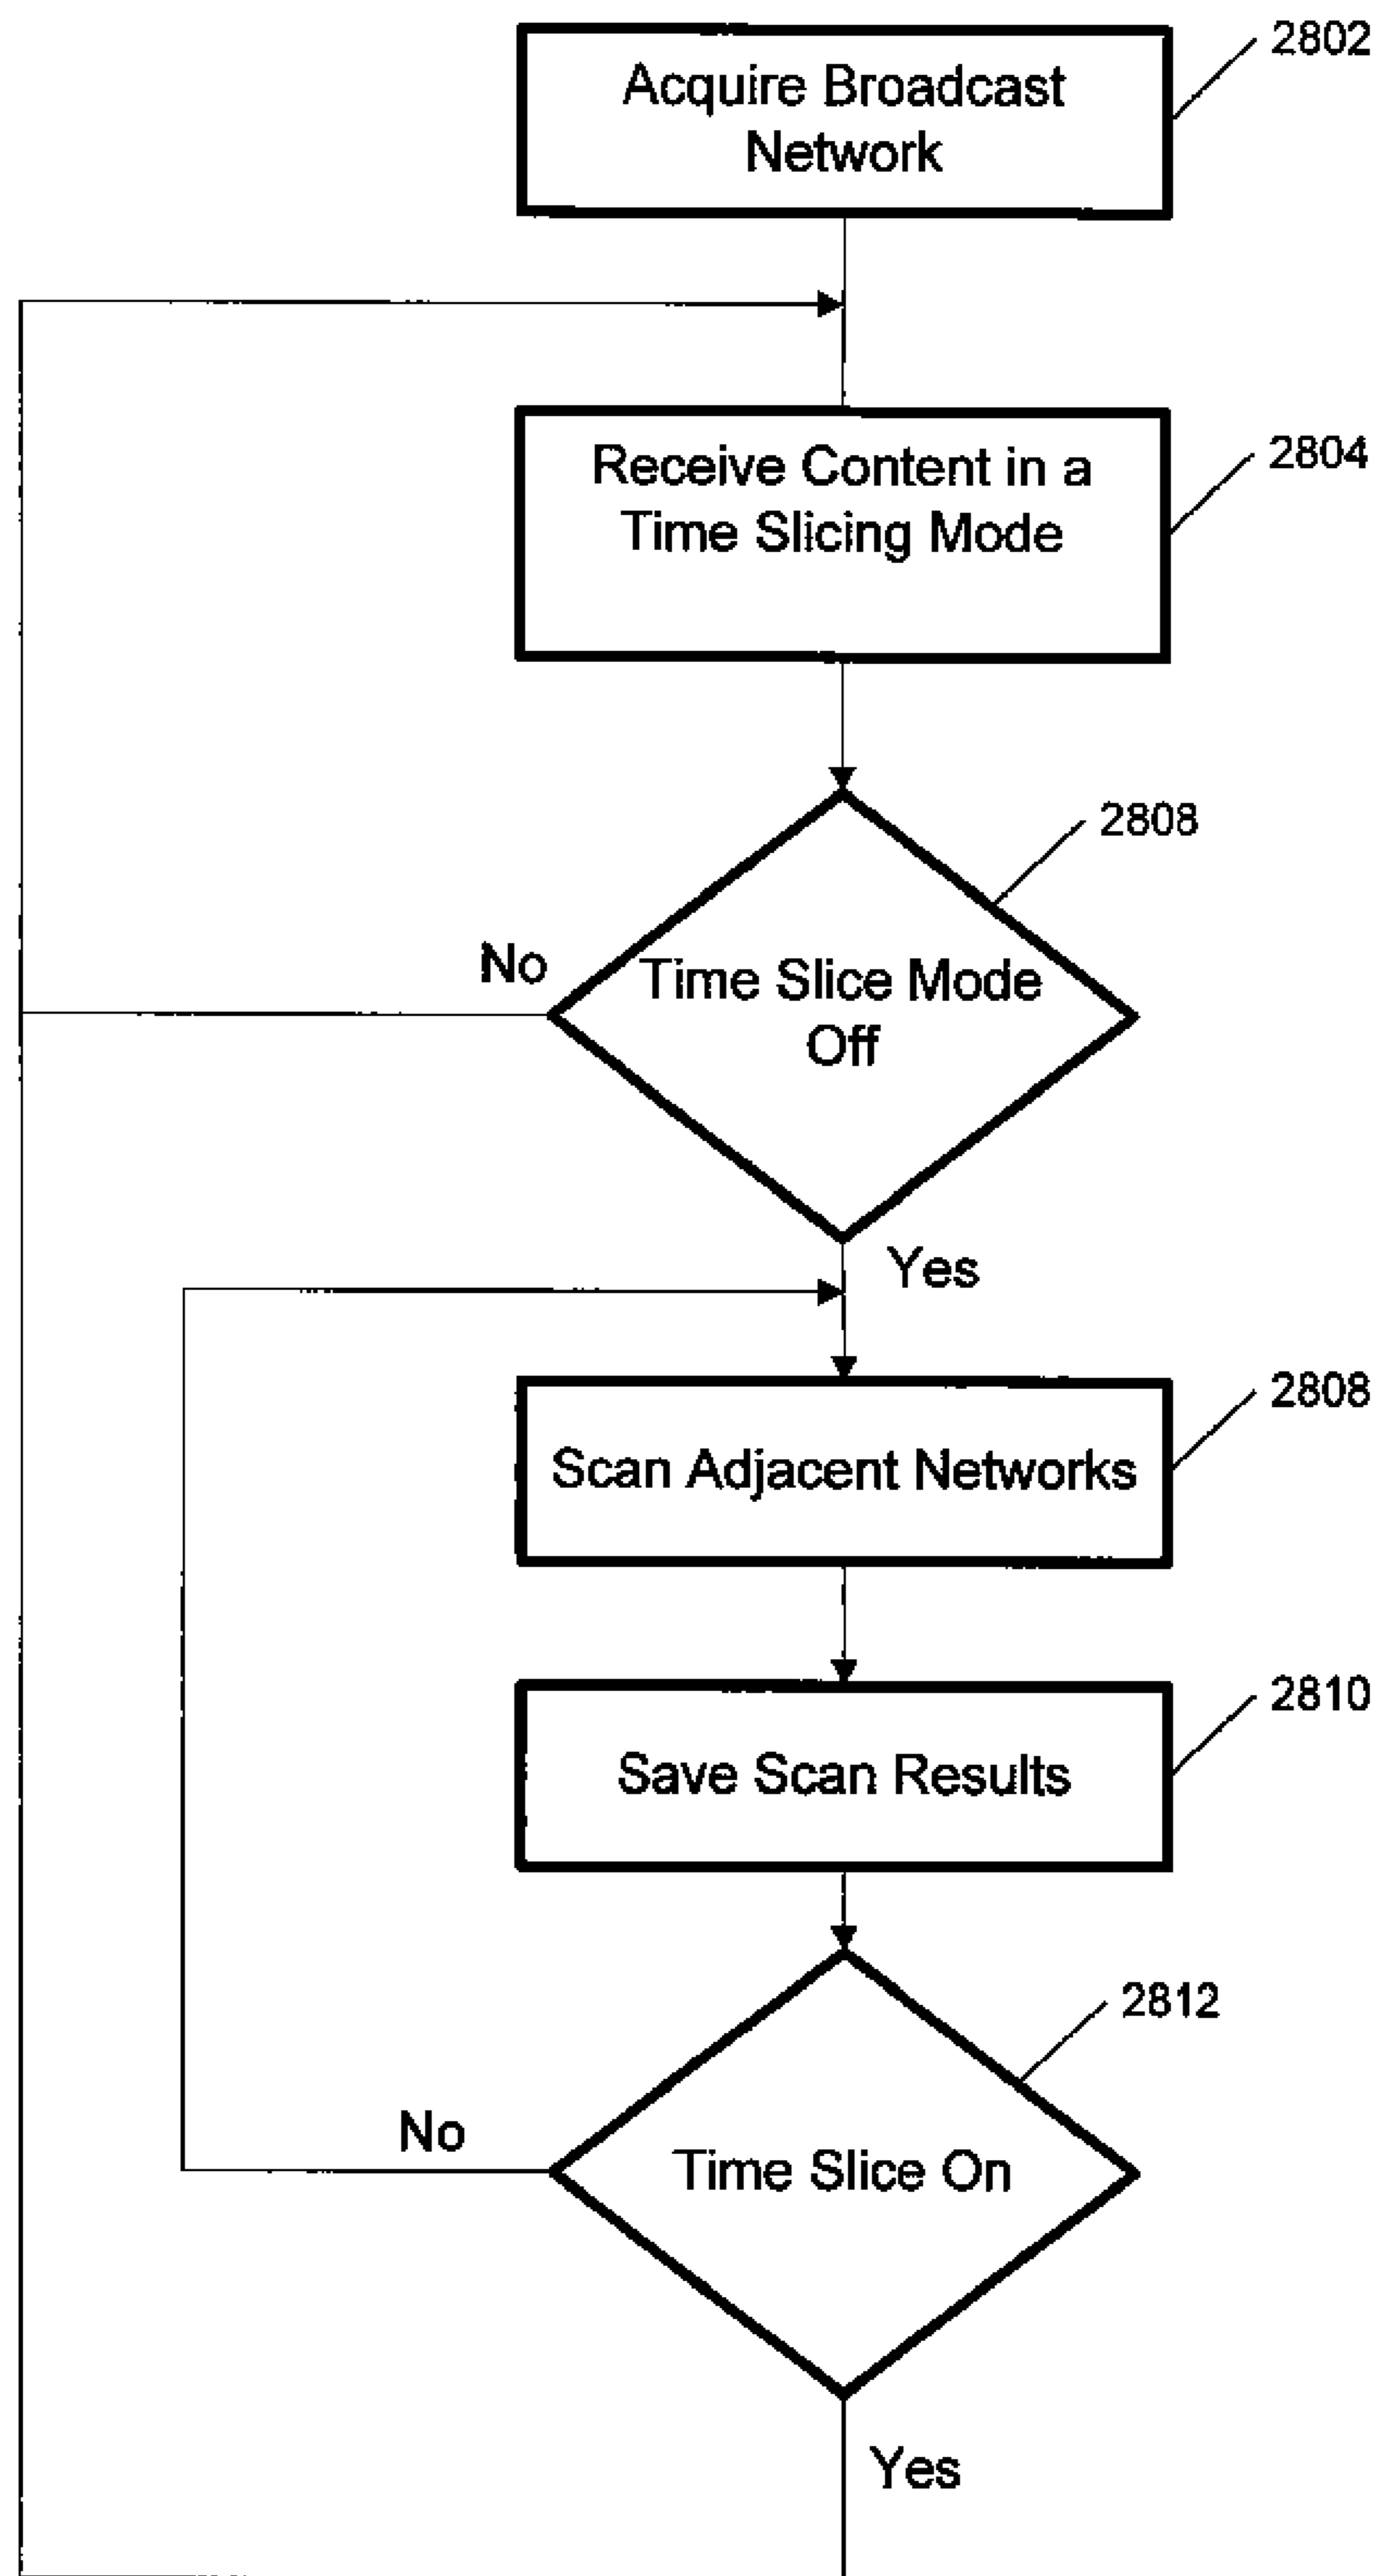 2802
Acquire Broadcast
Network
2804
Receive Content in a
Time Slicing Mode
2808
No
Time Slice Mode
Off
Yes
2808
Scan Adjacent Networks
2810
Save Scan Results
2812
No
Time Slice On
Yes